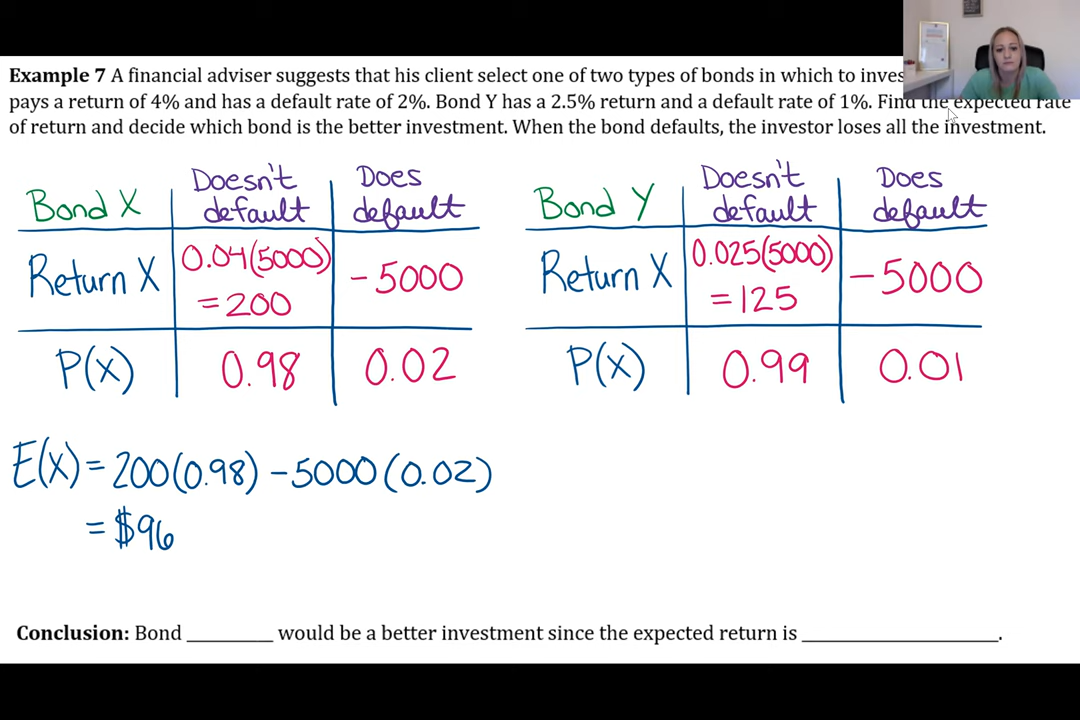 Example 7 A financial adviser suggests that his client select one of two types of bonds in which to
pays a return of 4% and has a default rate of 2%. Bond Y has a 2.5% return and a default rate of 1%. Find the expected rate
of return and decide which bond is the better investment. When the bond defaults, the investor loses all the investment.
Bond X Doesn't default Does default
Return X 0.04(5000) = 200 -5000
P(x) 0.98 0.02
Bond Y Doesn't default Does default
Return X 0.025(5000) = 125 -5000
P(x) 0.99 0.01
E(x) = 200(0.98) - 5000(0.02)
= $96
Conclusion: Bond ________ would be a better investment since the expected return is ___________________.